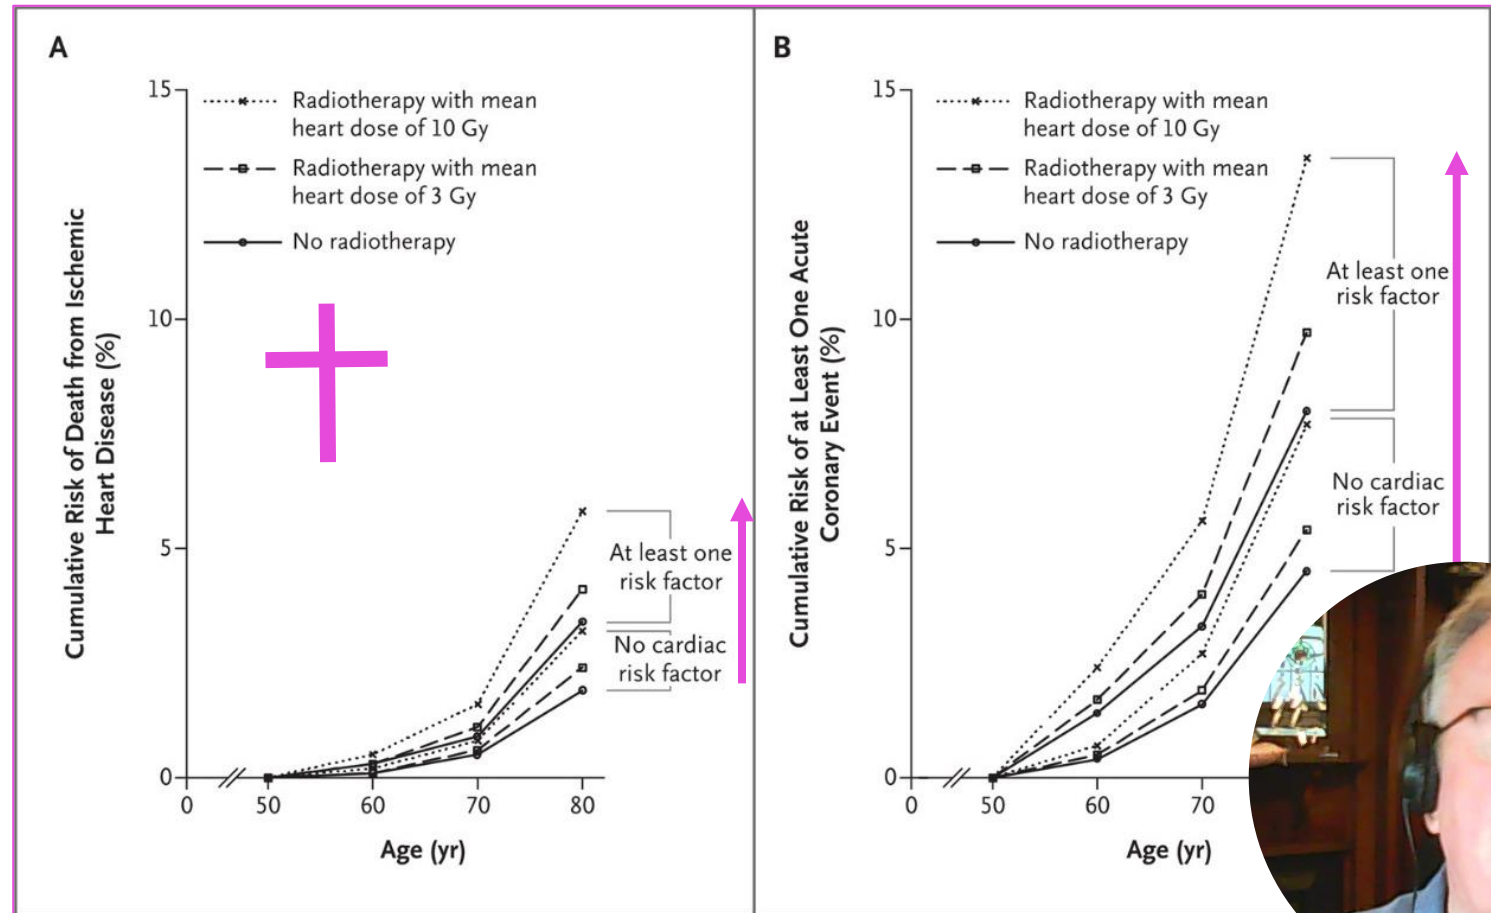 A
15
10
5
0
Radiotherapy with mean
heart dose of 10 Gy
Radiotherapy with mean
heart dose of 3 Gy
No radiotherapy
Cumulative Risk of Death from Ischemic
Heart Disease (%)
At least one
risk factor
No cardiac
risk factor
0
50
60
70
80
Age (yr)
B
15
10
5
0
Radiotherapy with mean
heart dose of 10 Gy
Radiotherapy with mean
heart dose of 3 Gy
No radiotherapy
Cumulative Risk of at Least One Acute
Coronary Event (%)
At least one
risk factor
No cardiac
risk factor
0
50
60
70
Age (yr)